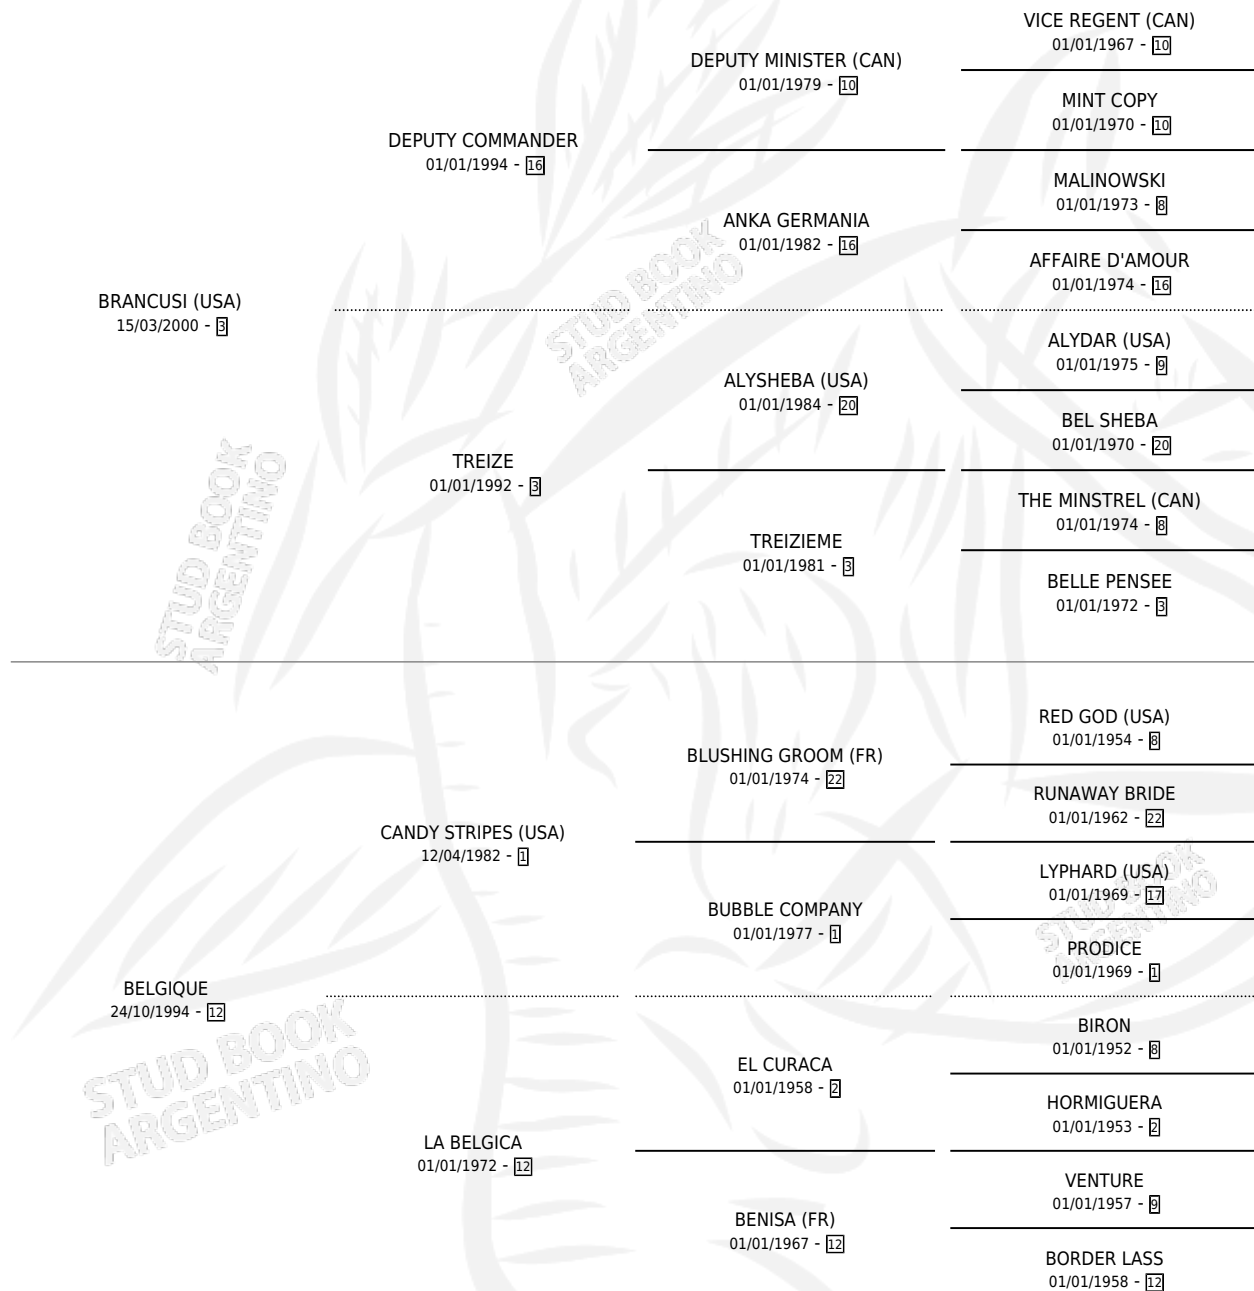 VICE REGENT (CAN)
01/01/1967 - 10
DEPUTY MINISTER (CAN)
01/01/1979 - 10
MINT COPY
01/01/1970 - 10
DEPUTY COMMANDER
01/01/1994 - 16
MALINOWSKI
01/01/1973 - 8
ANKA GERMANIA
01/01/1982 - 16
AFFAIRE D'AMOUR
01/01/1974 - 16
BRANCUSI (USA)
15/03/2000 - 3
ALYDAR (USA)
01/01/1975 - 9
ALYSHEBA (USA)
01/01/1984 - 20
BEL SHEBA
01/01/1970 - 20
TREIZE
01/01/1992 - 3
THE MINSTREL (CAN)
01/01/1974 - 8
TREIZIEME
01/01/1981 - 3
BELLE PENSEE
01/01/1972 - 3
RED GOD (USA)
01/01/1954 - 8
BLUSHING GROOM (FR)
01/01/1974 - 22
RUNAWAY BRIDE
01/01/1962 - 22
CANDY STRIPES (USA)
12/04/1982 - 1
LYPHARD (USA)
01/01/1969 - 17
BUBBLE COMPANY
01/01/1977 - 1
PRODICE
01/01/1969 - 1
BELGIQUE
24/10/1994 - 12
BIRON
01/01/1952 - 8
EL CURACA
01/01/1958 - 2
HORMIGUERA
01/01/1953 - 2
LA BELGICA
01/01/1972 - 12
VENTURE
01/01/1957 - 9
BENISA (FR)
01/01/1967 - 12
BORDER LASS
01/01/1958 - 12
STUD BOOK
ARGENTINO
STUD BOOK
ARGENTINO
STUD BOOK
ARGENTINO
STUD BOOK
ARGENTINO